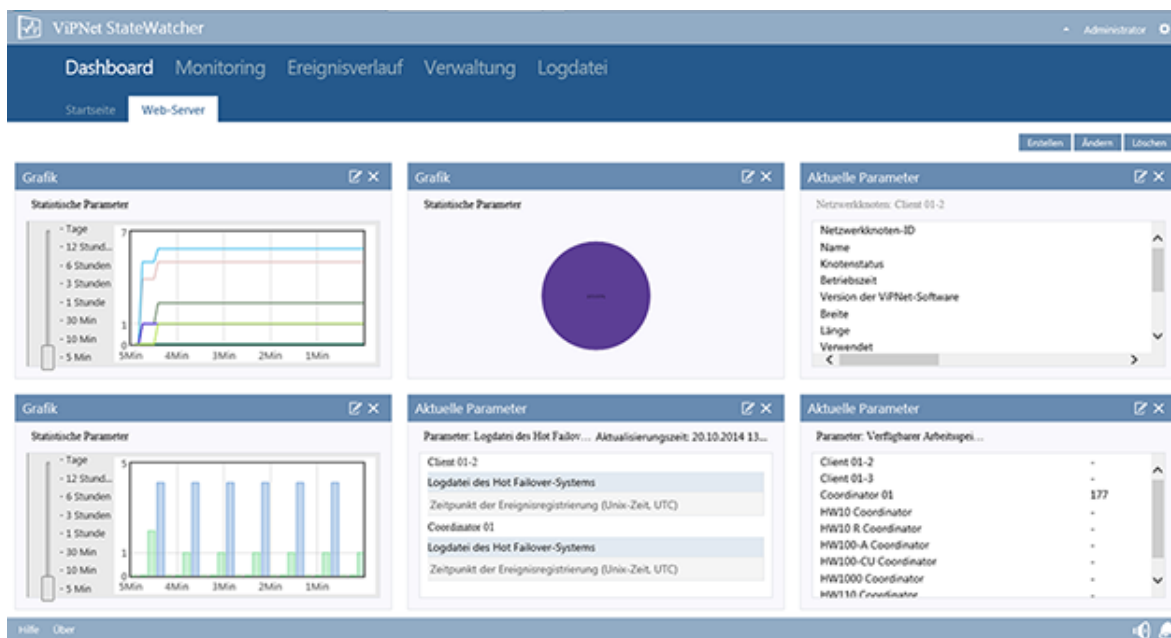 ViPNet StateWatcher
Administrator
Dashboard Monitoring Ereignisverlauf Verwaltung Logdatei
Startseite Web-Server
Erstellen Ändern Löschen
Grafik
Statistische Parameter
- Tage
- 12 Stund...
- 6 Stunden
- 3 Stunden
- 1 Stunde
- 30 Min
- 10 Min
- 5 Min
7
1
0
5Min 4Min 3Min 2Min 1Min
Grafik
Statistische Parameter
Aktuelle Parameter
Netzwerkknoten: Client 01-2
Netzwerkknoten-ID
Name
Knotenstatus
Betriebszeit
Version der ViPNet-Software
Breite
Länge
Verwendet
Grafik
Statistische Parameter
- Tage
- 12 Stund...
- 6 Stunden
- 3 Stunden
- 1 Stunde
- 30 Min
- 10 Min
- 5 Min
5
1
0
5Min 4Min 3Min 2Min 1Min
Aktuelle Parameter
Parameter: Logdatei des Hot Failov... Aktualisierungszeit: 20.10.2014 13...
Client 01-2
Logdatei des Hot Failover-Systems
Zeitpunkt der Ereignisregistrierung (Unix-Zeit, UTC)
Coordinator 01
Logdatei des Hot Failover-Systems
Zeitpunkt der Ereignisregistrierung (Unix-Zeit, UTC)
Aktuelle Parameter
Parameter: Verfügbarer Arbeitsspei...
Client 01-2 -
Client 01-3 -
Coordinator 01 177
HW10 Coordinator -
HW10 R Coordinator -
HW100-A Coordinator -
HW100-CU Coordinator -
HW1000 Coordinator -
HW110 Coordinator -
Hilfe Über